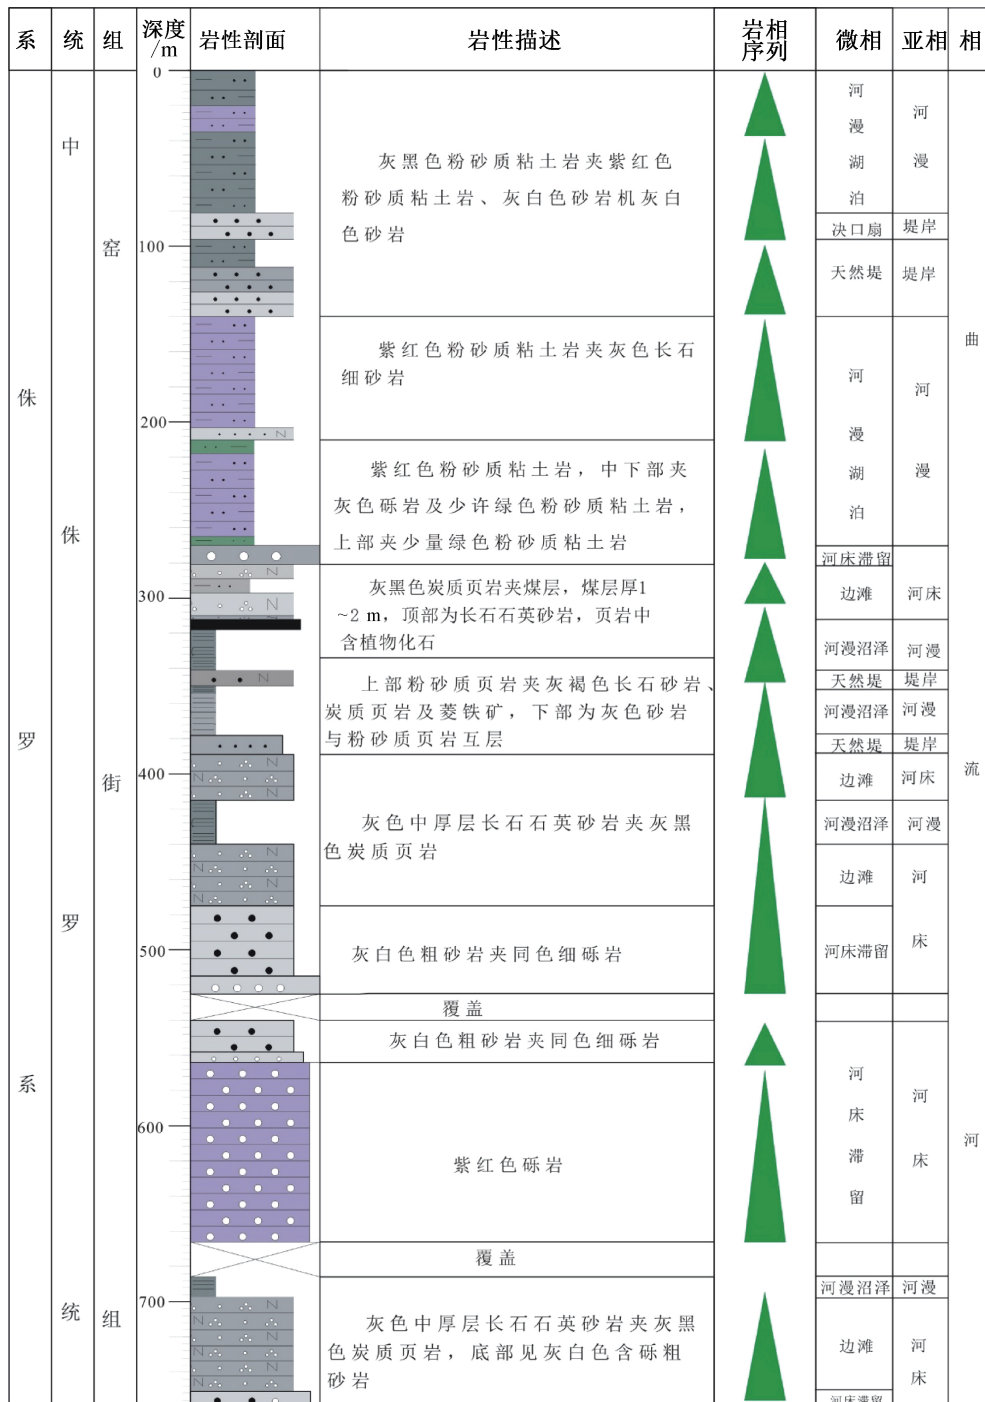 系 统 组 深度/m 岩性剖面 岩性描述 岩相序列 微相 亚相 相
侏罗系
中侏罗统
窑街组
0
100
200
300
400
500
600
700
灰黑色粉砂质粘土岩夹紫红色
粉砂质粘土岩、灰白色砂岩机灰白
色砂岩
紫红色粉砂质粘土岩夹灰色长石
细砂岩
紫红色粉砂质粘土岩，中下部夹
灰色砾岩及少许绿色粉砂质粘土岩，
上部夹少量绿色粉砂质粘土岩
灰黑色炭质页岩夹煤层，煤层厚1
~2 m，顶部为长石石英砂岩，页岩中
含植物化石
上部粉砂质页岩夹灰褐色长石砂岩、
炭质页岩及菱铁矿，下部为灰色砂岩
与粉砂质页岩互层
灰色中厚层长石石英砂岩夹灰黑
色炭质页岩
灰白色粗砂岩夹同色细砾岩
覆盖
灰白色粗砂岩夹同色细砾岩
紫红色砾岩
覆盖
灰色中厚层长石石英砂岩夹灰黑
色炭质页岩，底部见灰白色含砾粗
砂岩
河漫湖泊
决口扇
天然堤
河漫湖泊
河床滞留
边滩
河漫沼泽
天然堤
河漫沼泽
天然堤
边滩
河漫沼泽
边滩
河床滞留
河床滞留
河漫沼泽
边滩
河床滞留
河漫
堤岸
堤岸
河漫
河床
河漫
堤岸
河漫
堤岸
河床
河漫
河床
河床
河漫
河床
曲流河